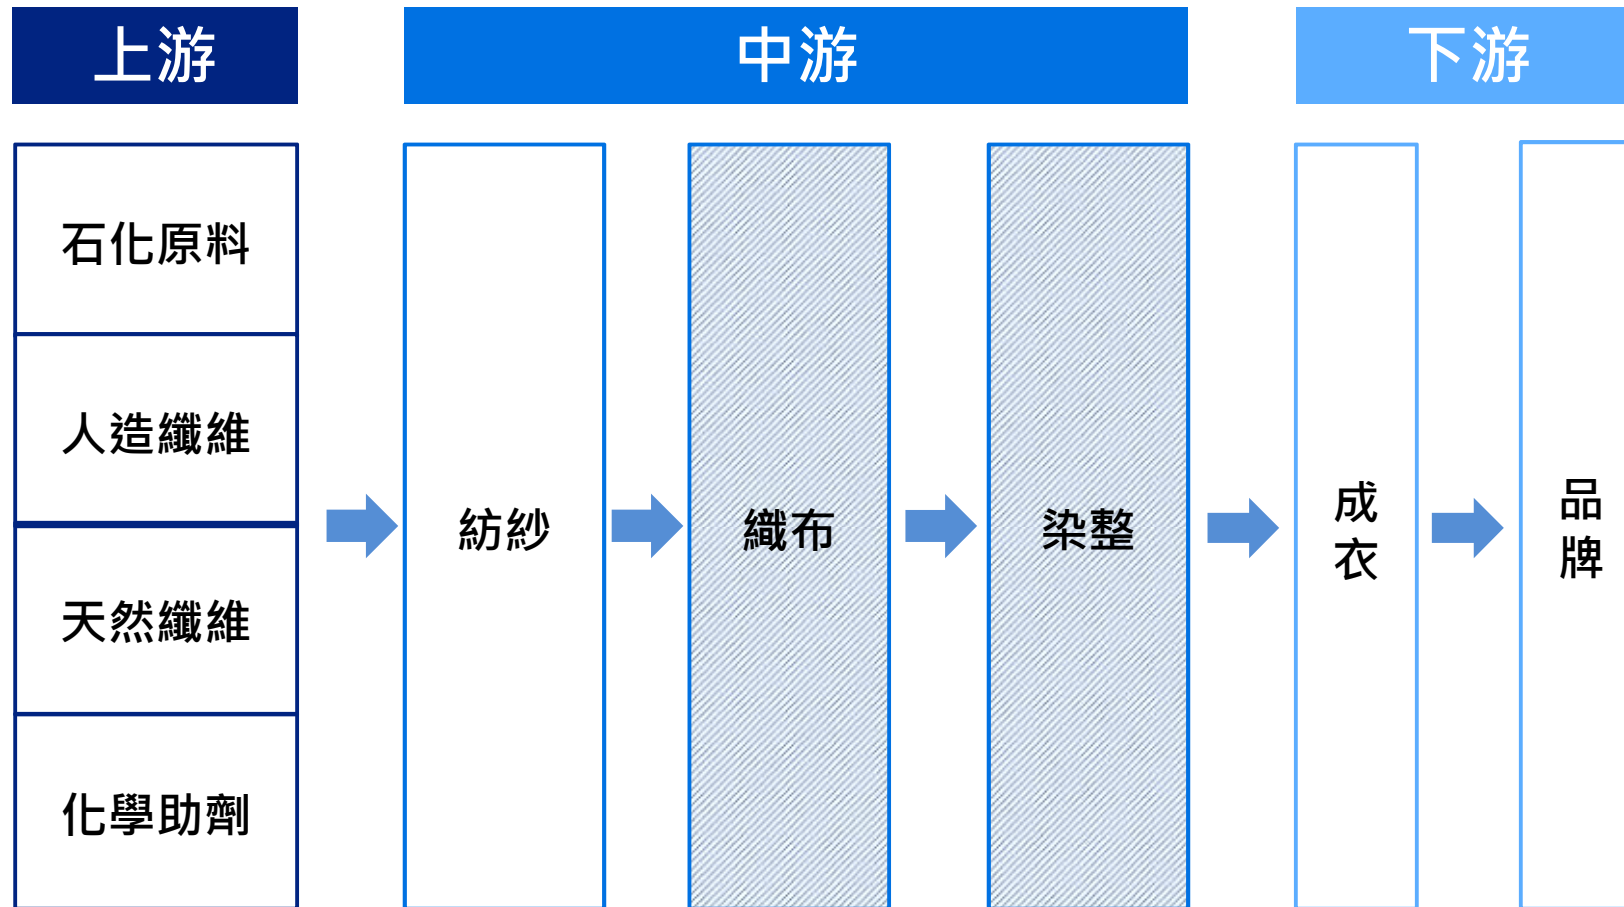 上游
中游
下游
石化原料
人造纖維
天然纖維
化學助劑
紡紗
織布
染整
成
衣
品
牌